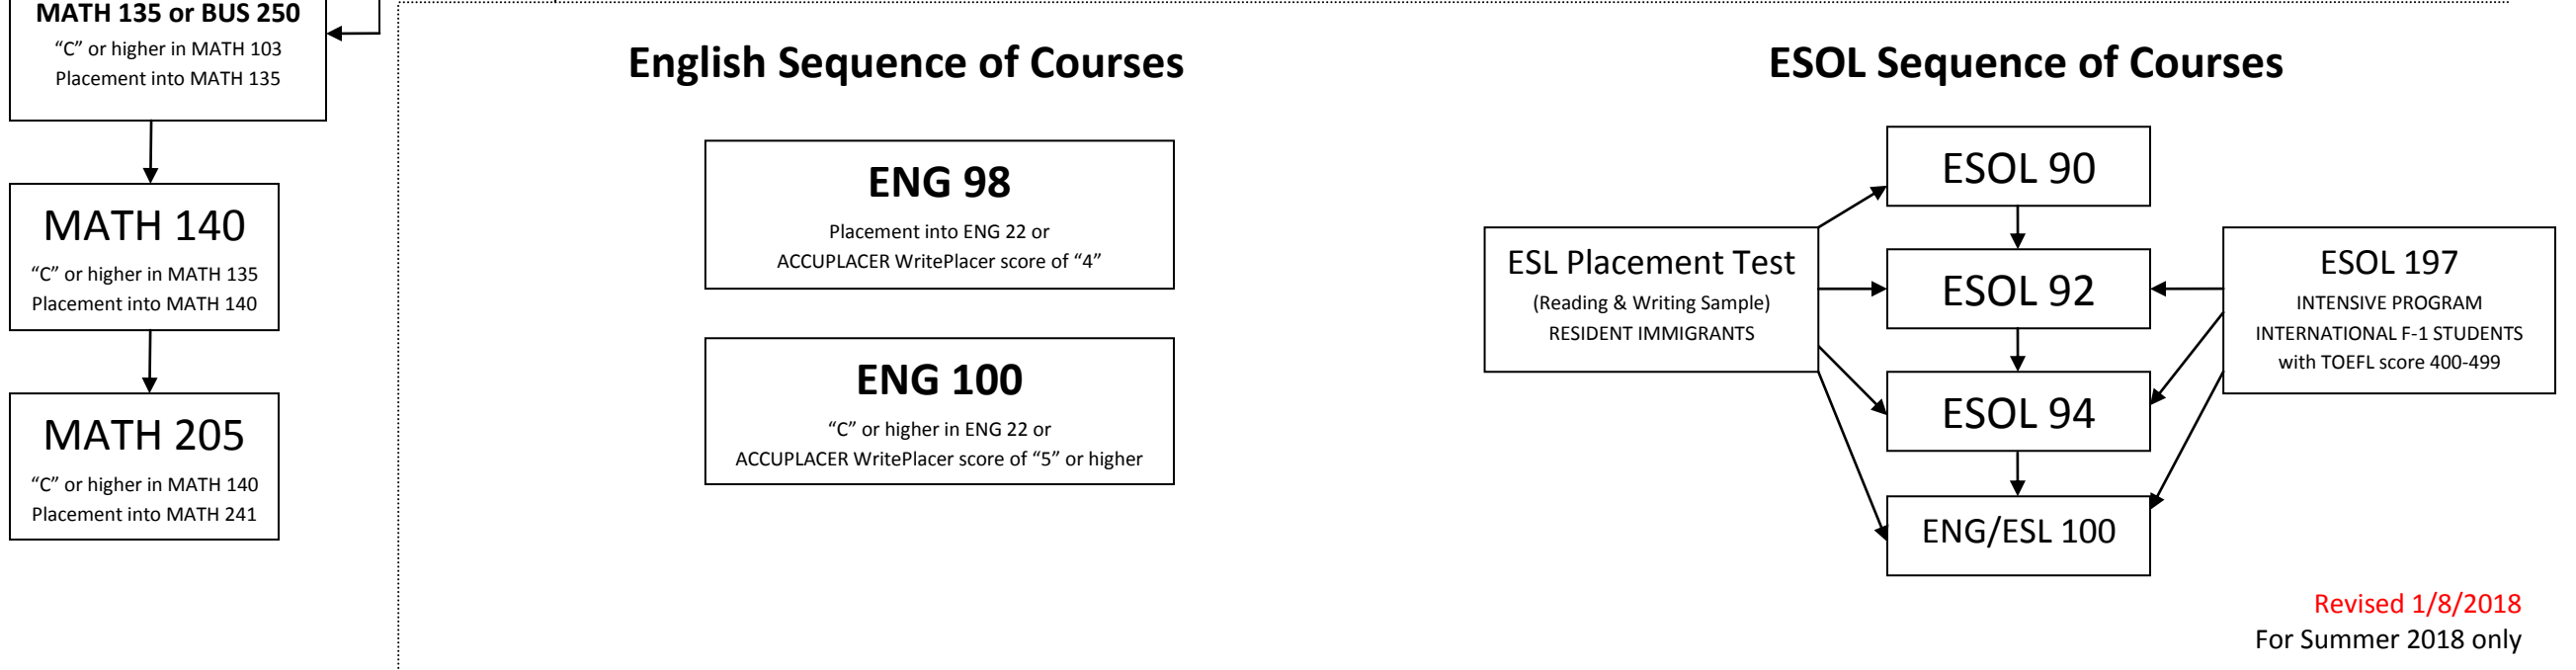 MATH 135 or BUS 250
“C” or higher in MATH 103
Placement into MATH 135
MATH 140
“C” or higher in MATH 135
Placement into MATH 140
MATH 205
“C” or higher in MATH 140
Placement into MATH 241
English Sequence of Courses
ENG 98
Placement into ENG 22 or
ACCUPLACER WritePlacer score of “4”
ENG 100
“C” or higher in ENG 22 or
ACCUPLACER WritePlacer score of “5” or higher
ESOL Sequence of Courses
ESL Placement Test
(Reading & Writing Sample)
RESIDENT IMMIGRANTS
ESOL 90
ESOL 92
ESOL 94
ENG/ESL 100
ESOL 197
INTENSIVE PROGRAM
INTERNATIONAL F-1 STUDENTS
with TOEFL score 400-499
Revised 1/8/2018
For Summer 2018 only